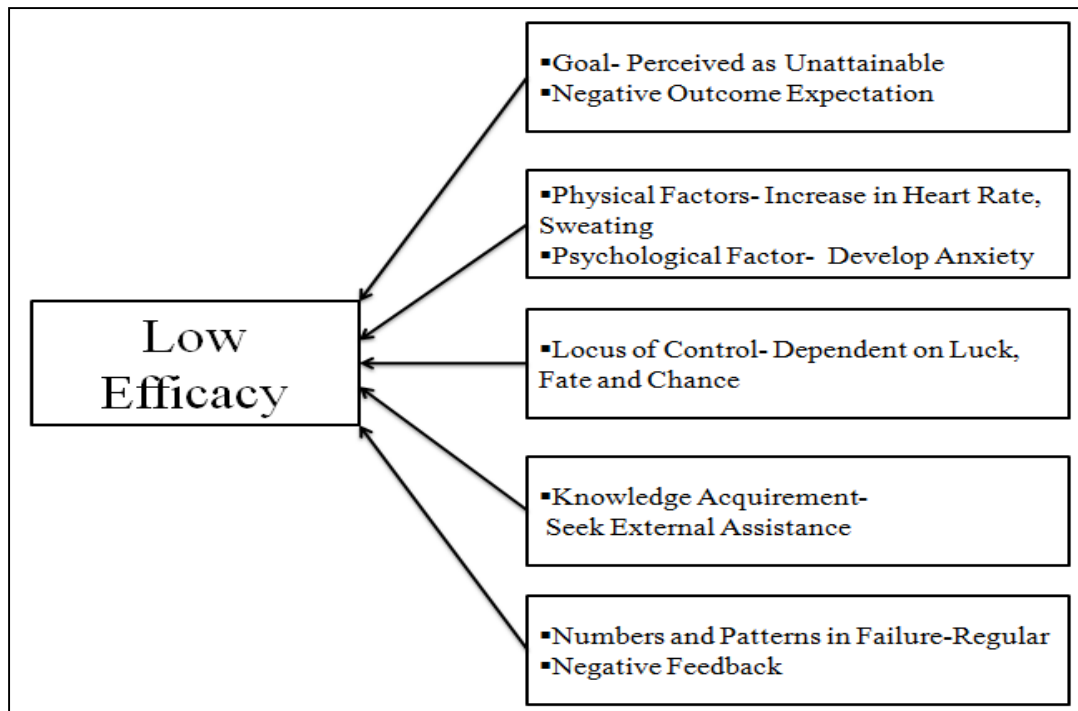 ▪Goal- Perceived as Unattainable
▪Negative Outcome Expectation
▪Physical Factors- Increase in Heart Rate,
Sweating
▪Psychological Factor-  Develop Anxiety
Low
Efficacy
▪Locus of Control- Dependent on Luck,
Fate and Chance
▪Knowledge Acquirement-
Seek External Assistance
▪Numbers and Patterns in Failure-Regular
▪Negative Feedback